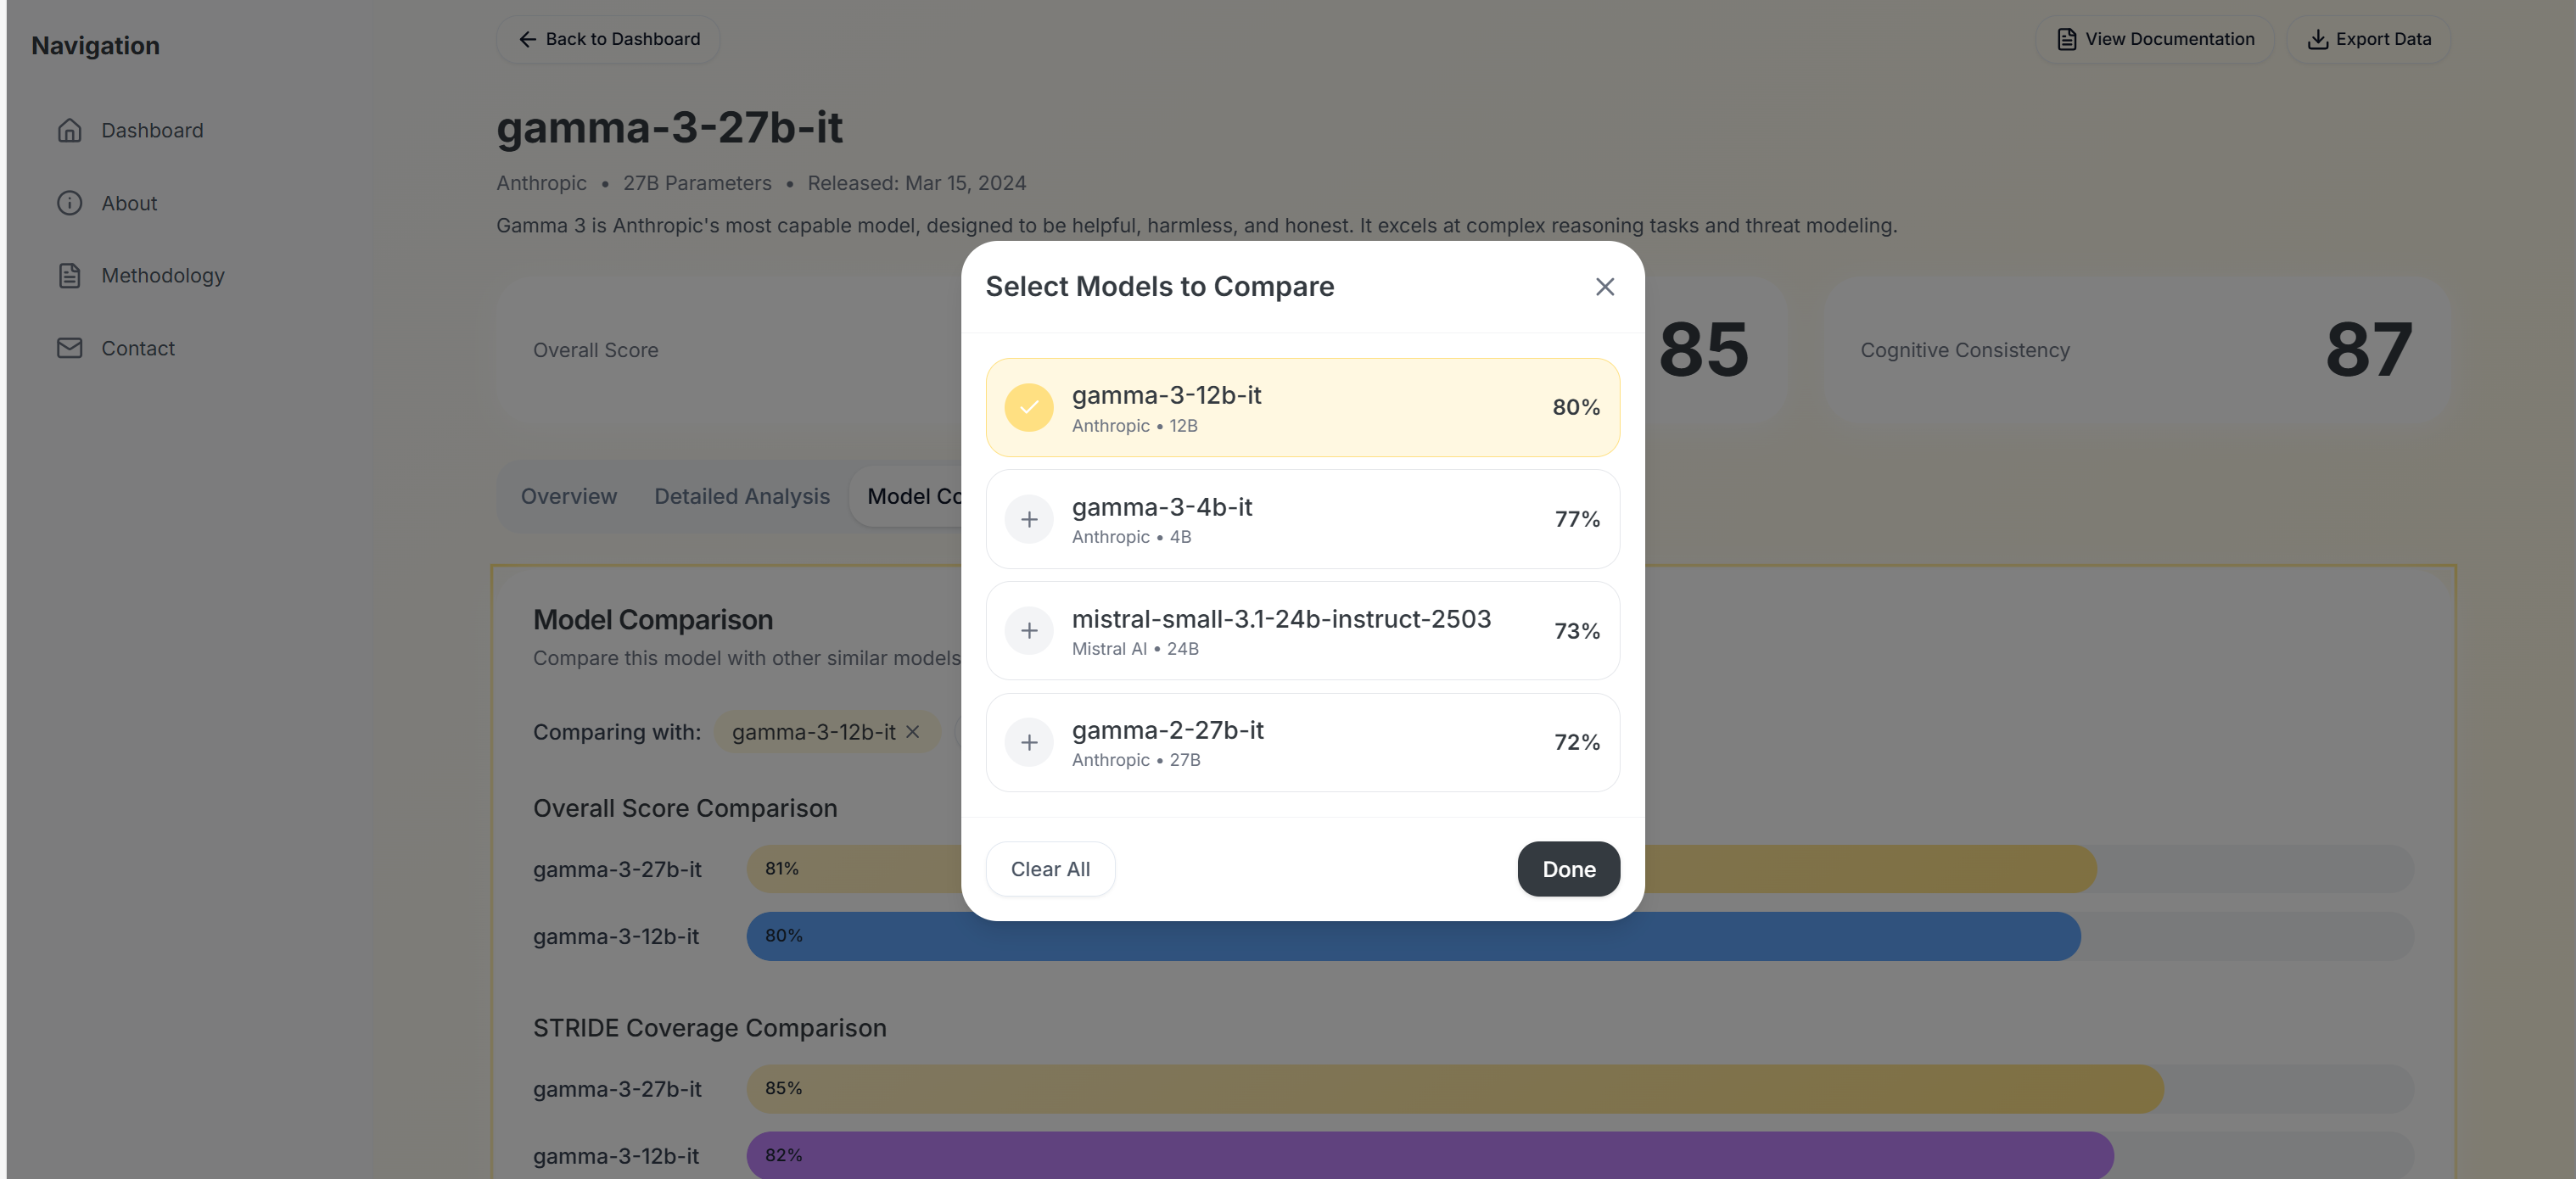 Navigation
Dashboard
About
Methodology
Contact
Back to Dashboard
View Documentation
Export Data
gamma-3-27b-it
Anthropic • 27B Parameters • Released: Mar 15, 2024
Gamma 3 is Anthropic's most capable model, designed to be helpful, harmless, and honest. It excels at complex reasoning tasks and threat modeling.
Overall Score
85
Cognitive Consistency
87
Overview
Detailed Analysis
Model Co
Model Comparison
Compare this model with other similar models
Comparing with:
gamma-3-12b-it
Overall Score Comparison
gamma-3-27b-it
81%
gamma-3-12b-it
80%
STRIDE Coverage Comparison
gamma-3-27b-it
85%
gamma-3-12b-it
82%
Select Models to Compare
gamma-3-12b-it
Anthropic • 12B
80%
gamma-3-4b-it
Anthropic • 4B
77%
mistral-small-3.1-24b-instruct-2503
Mistral AI • 24B
73%
gamma-2-27b-it
Anthropic • 27B
72%
Clear All
Done